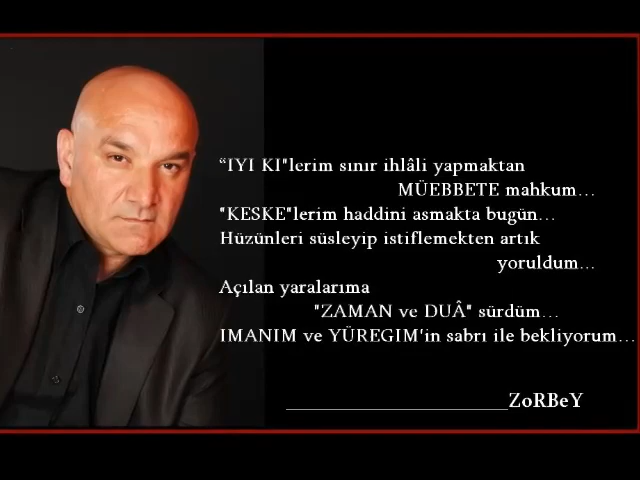 “IYI KI"lerim sınır ihlâli yapmaktan
MÜEBBETE mahkum...
"KESKE"lerim haddini asmakta bugün...
Hüzünleri süsleyip istiflemekten artık
yoruldum...
Açılan yaralarıma
"ZAMAN ve DUÂ" sürdüm...
IMANIM ve YÜREGIM'in sabrı ile bekliyorum...
ZoRBeY